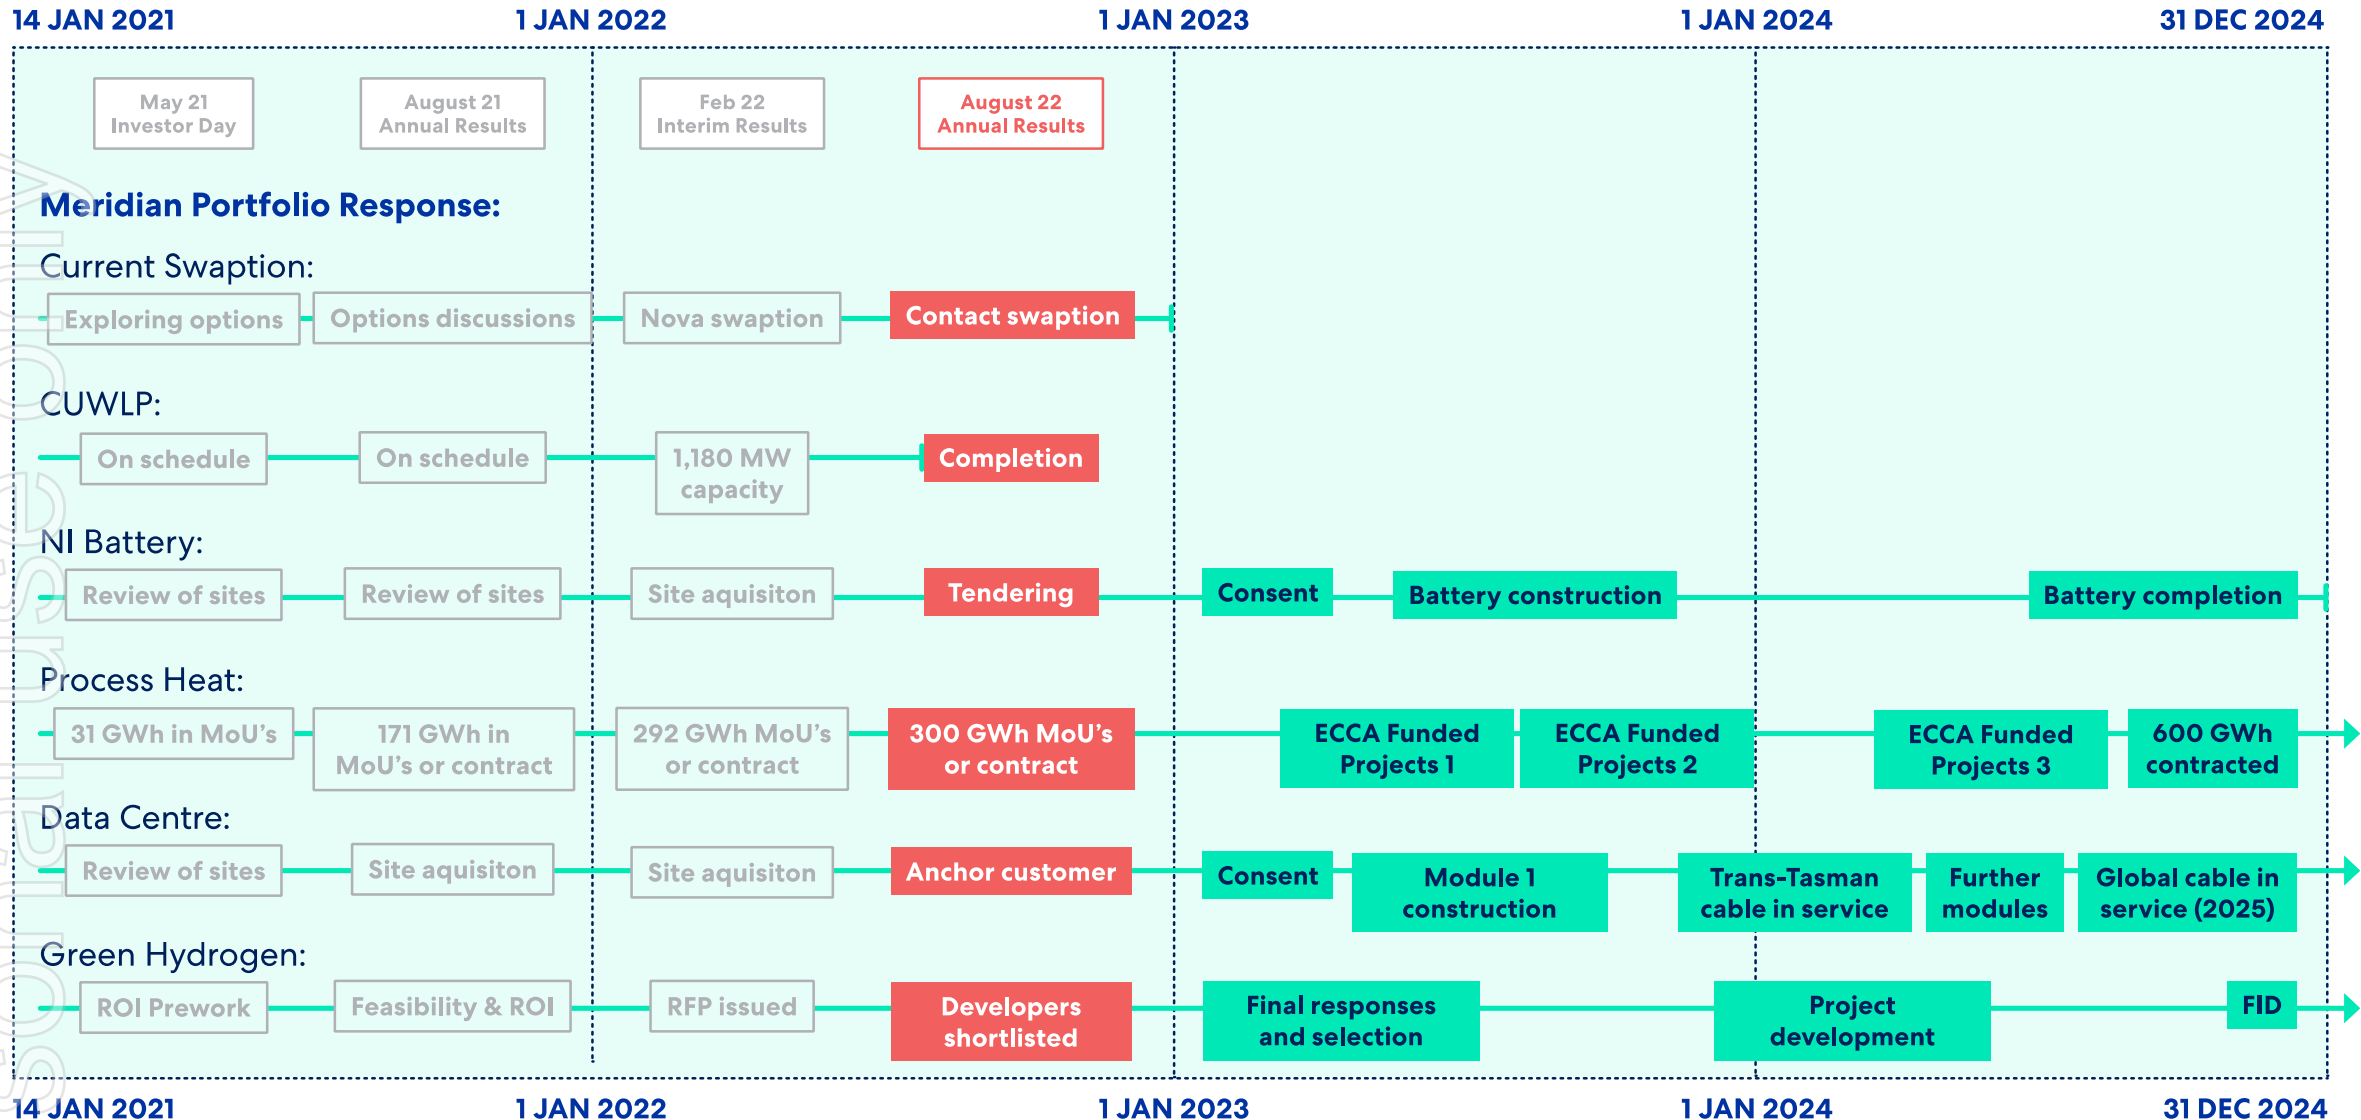 14 JAN 2021 1 JAN 2022 1 JAN 2023 1 JAN 2024 31 DEC 2024
May 21
Investor Day
August 21
Annual Results
Feb 22
Interim Results
August 22
Annual Results
Meridian Portfolio Response:
Current Swaption:
Exploring options
Options discussions
Nova swaption
Contact swaption
CUWLP:
On schedule
On schedule
1,180 MW
capacity
Completion
NI Battery:
Review of sites
Review of sites
Site aquisiton
Tendering
Consent
Battery construction
Battery completion
Process Heat:
31 GWh in MoU's
171 GWh in
MoU's or contract
292 GWh MoU's
or contract
300 GWh MoU's
or contract
ECCA Funded
Projects 1
ECCA Funded
Projects 2
ECCA Funded
Projects 3
600 GWh
contracted
Data Centre:
Review of sites
Site aquisiton
Site aquisiton
Anchor customer
Consent
Module 1
construction
Trans-Tasman
cable in service
Further
modules
Global cable in
service (2025)
Green Hydrogen:
ROI Prework
Feasibility & ROI
RFP issued
Developers
shortlisted
Final responses
and selection
Project
development
FID
14 JAN 2021 1 JAN 2022 1 JAN 2023 1 JAN 2024 31 DEC 2024
sonal use only